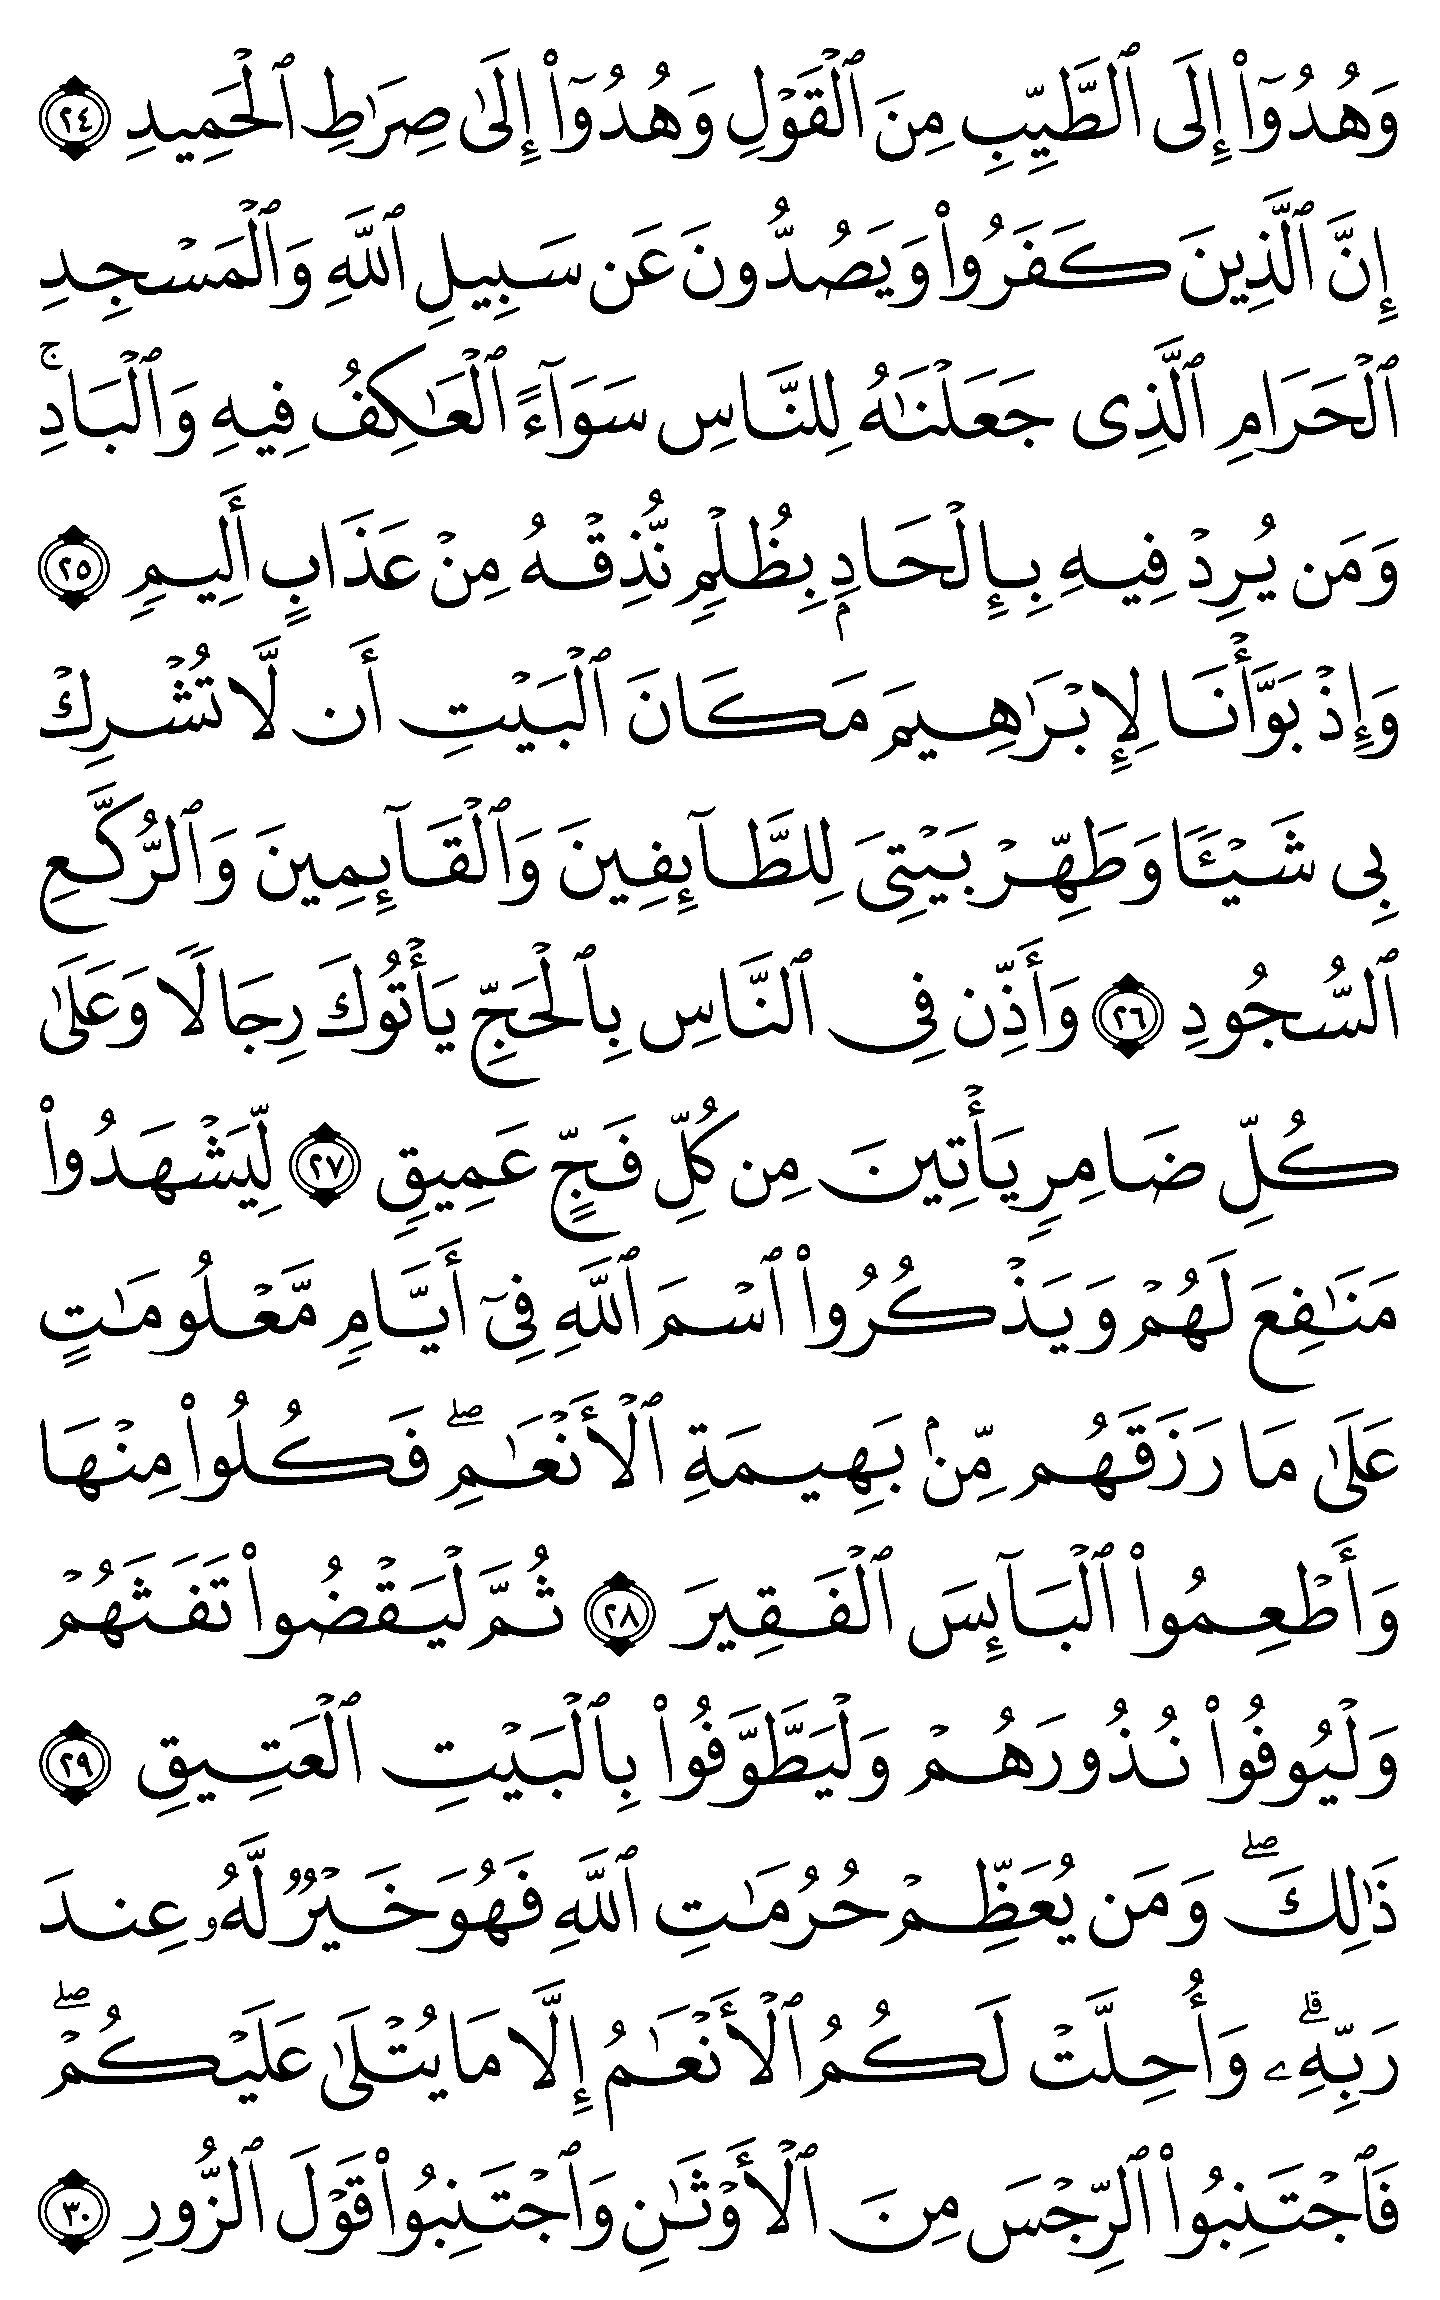 وَهُدُوٓا۟ إِلَى ٱلطَّيِّبِ مِنَ ٱلْقَوْلِ وَهُدُوٓا۟ إِلَىٰ صِرَٰطِ ٱلْحَمِيدِ ٢٤
إِنَّ ٱلَّذِينَ كَفَرُوا۟ وَيَصُدُّونَ عَن سَبِيلِ ٱللَّهِ وَٱلْمَسْجِدِ
ٱلْحَرَامِ ٱلَّذِى جَعَلْنَٰهُ لِلنَّاسِ سَوَآءً ٱلْعَٰكِفُ فِيهِ وَٱلْبَادِ ۚ
وَمَن يُرِدْ فِيهِ بِإِلْحَادٍۭ بِظُلْمٍ نُّذِقْهُ مِنْ عَذَابٍ أَلِيمٍ ٢٥
وَإِذْ بَوَّأْنَا لِإِبْرَٰهِيمَ مَكَانَ ٱلْبَيْتِ أَن لَّا تُشْرِكْ
بِى شَيْـًٔا وَطَهِّرْ بَيْتِىَ لِلطَّآئِفِينَ وَٱلْقَآئِمِينَ وَٱلرُّكَّعِ
ٱلسُّجُودِ ٢٦ وَأَذِّن فِى ٱلنَّاسِ بِٱلْحَجِّ يَأْتُوكَ رِجَالًا وَعَلَىٰ
كُلِّ ضَامِرٍ يَأْتِينَ مِن كُلِّ فَجٍّ عَمِيقٍ ٢٧ لِّيَشْهَدُوا۟
مَنَٰفِعَ لَهُمْ وَيَذْكُرُوا۟ ٱسْمَ ٱللَّهِ فِىٓ أَيَّامٍ مَّعْلُومَٰتٍ
عَلَىٰ مَا رَزَقَهُم مِّنۢ بَهِيمَةِ ٱلْأَنْعَٰمِ ۖ فَكُلُوا۟ مِنْهَا
وَأَطْعِمُوا۟ ٱلْبَآئِسَ ٱلْفَقِيرَ ٢٨ ثُمَّ لْيَقْضُوا۟ تَفَثَهُمْ
وَلْيُوفُوا۟ نُذُورَهُمْ وَلْيَطَّوَّفُوا۟ بِٱلْبَيْتِ ٱلْعَتِيقِ ٢٩
ذَٰلِكَ ۖ وَمَن يُعَظِّمْ حُرُمَٰتِ ٱللَّهِ فَهُوَ خَيْرٌ لَّهُۥ عِندَ
رَبِّهِۦ ۗ وَأُحِلَّتْ لَكُمُ ٱلْأَنْعَٰمُ إِلَّا مَا يُتْلَىٰ عَلَيْكُمْ ۖ
فَٱجْتَنِبُوا۟ ٱلرِّجْسَ مِنَ ٱلْأَوْثَٰنِ وَٱجْتَنِبُوا۟ قَوْلَ ٱلزُّورِ ٣٠